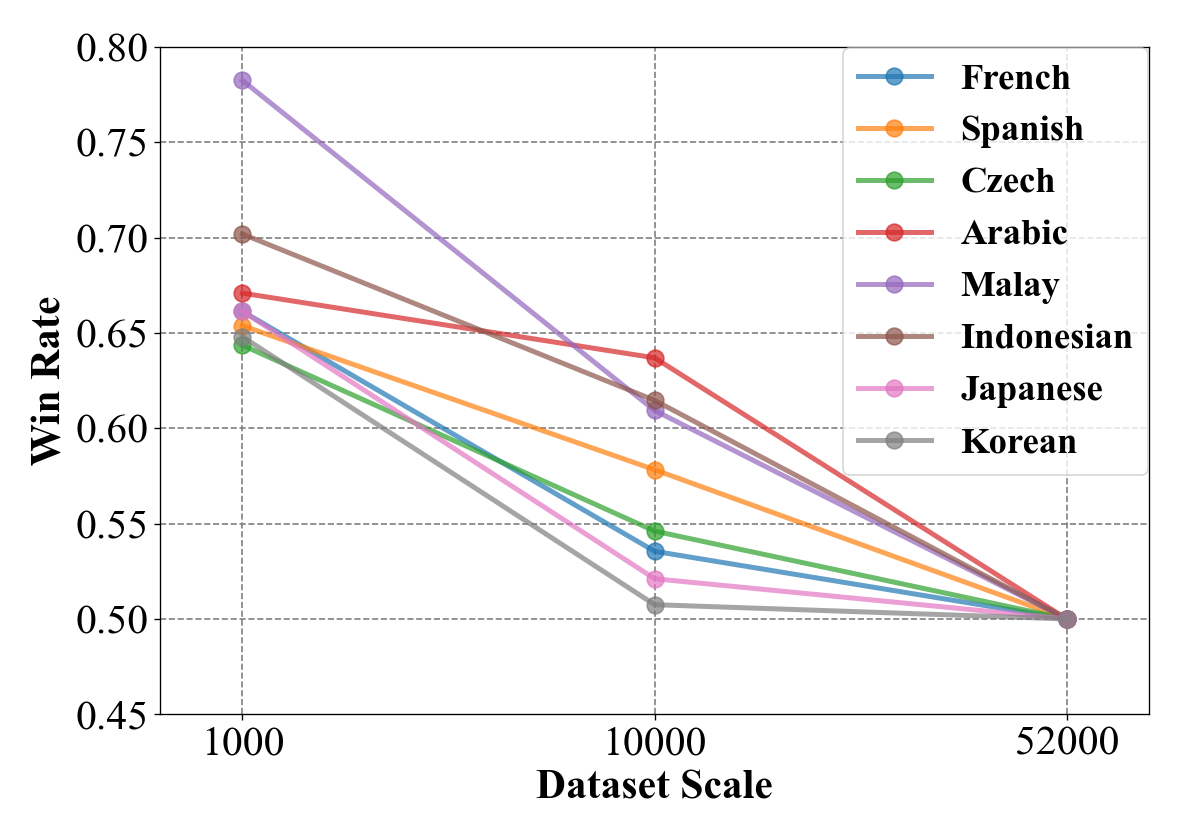 0.80
0.75
0.70
0.65
0.60
0.55
0.50
0.45
Win Rate
1000
10000
52000
Dataset Scale
French
Spanish
Czech
Arabic
Malay
Indonesian
Japanese
Korean